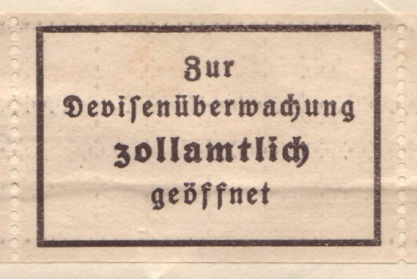 Zur
Deviſenüberwachung
zollamtlich
geöffnet